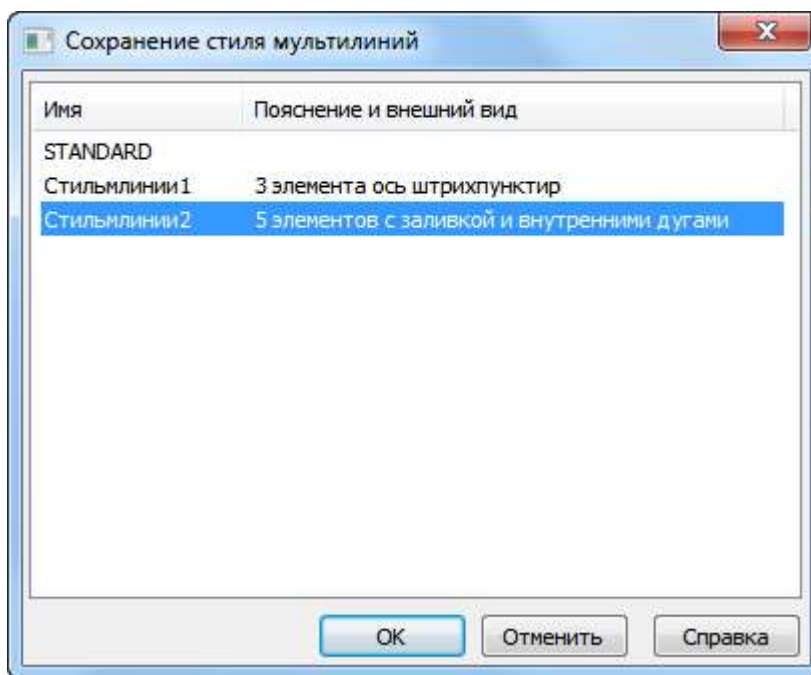 Сохранение стиля мультилиний
Имя Пояснение и внешний вид
STANDARD
Стильмлинии1 3 элемента ось штрихпунктир
Стильмлинии2 5 элементов с заливкой и внутренними дугами
ОК Отменить Справка